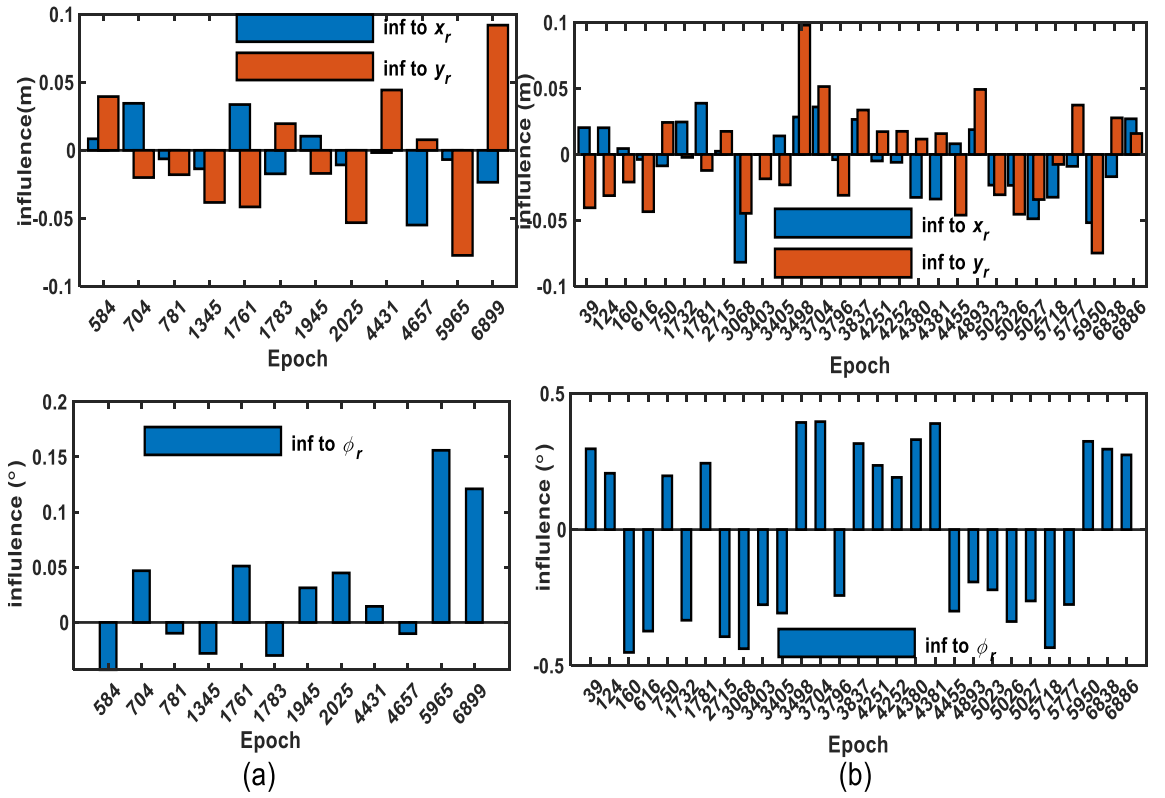 0.1
0.05
0
-0.05
-0.1
influlence(m)
inf to xr
inf to yr
584 704 781 1345 1761 1783 1945 2025 4431 4657 5965 6899
Epoch
0.1
0.05
0
-0.05
-0.1
influlence (m)
inf to xr
inf to yr
39 124 160 616 750 1732 1781 2715 3068 3403 3405 3498 3704 3796 3837 4251 4252 4380 4381 4455 4893 5023 5026 5027 5718 5777 5950 6838 6886
Epoch
0.2
0.15
0.1
0.05
0
influlence (°)
inf to ϕr
584 704 781 1345 1761 1783 1945 2025 4431 4657 5965 6899
Epoch
(a)
0.5
0
-0.5
influlence (°)
inf to ϕr
39 124 160 616 750 1732 1781 2715 3068 3403 3405 3498 3704 3796 3837 4251 4252 4380 4381 4455 4893 5023 5026 5027 5718 5777 5950 6838 6886
Epoch
(b)